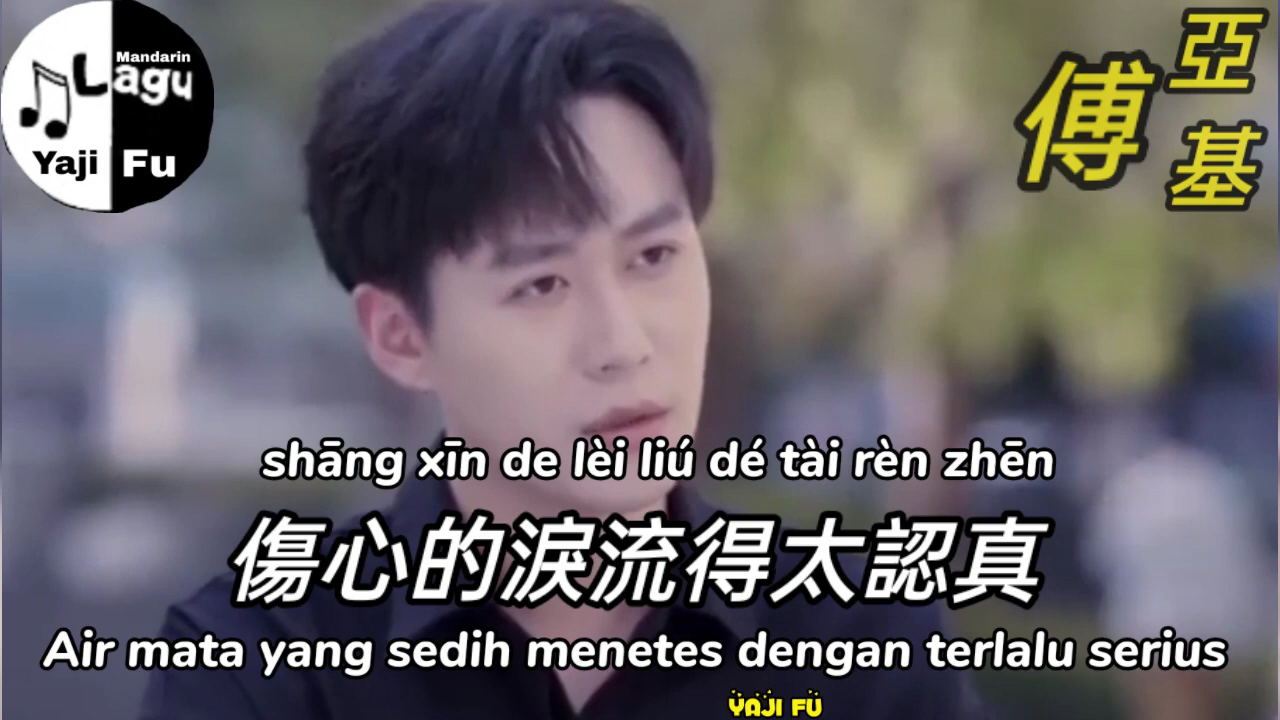 Mandarin
Lagu
Yaji Fu
傅亞基
shāng xīn de lèi liú dé tài rèn zhēn
傷心的淚流得太認真
Air mata yang sedih menetes dengan terlalu serius
YAJI FU